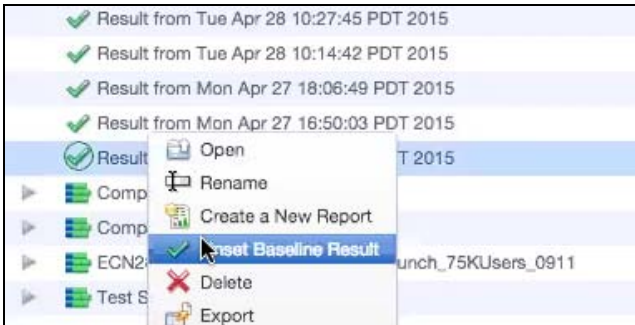 Result from Tue Apr 28 10:27:45 PDT 2015
Result from Tue Apr 28 10:14:42 PDT 2015
Result from Mon Apr 27 18:06:49 PDT 2015
Result from Mon Apr 27 16:50:03 PDT 2015
Result T 2015
Open
Rename
Comp
Create a New Report
Comp
Unset Baseline Result
ECN2 unch_75KUsers_0911
Delete
Test S
Export